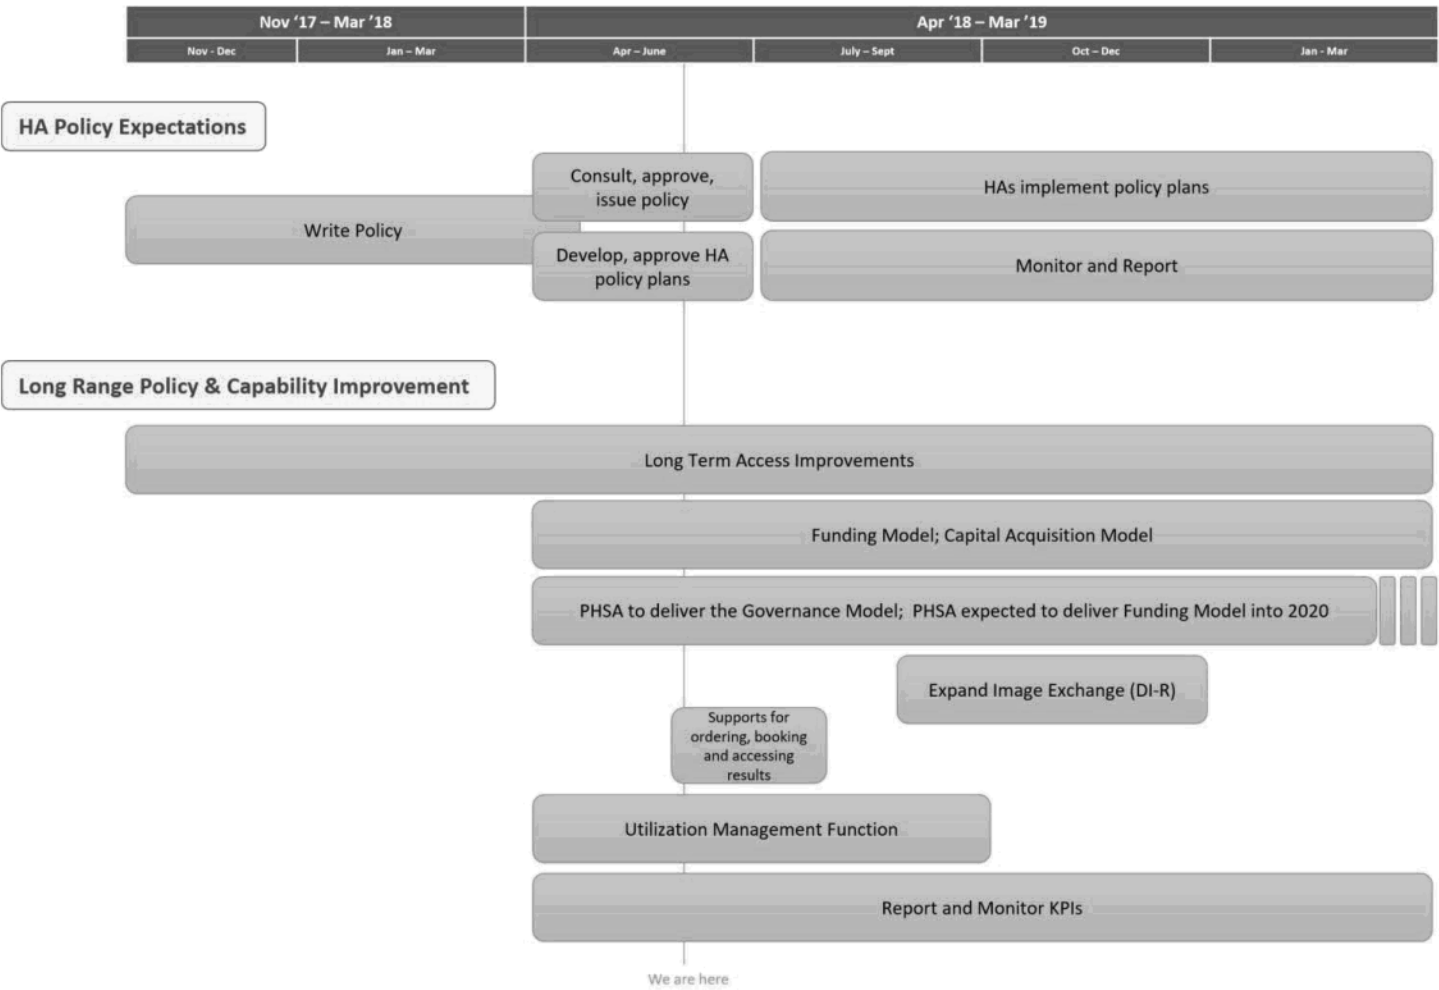 Nov ‘17 – Mar ’18
Apr ‘18 – Mar ’19
Nov - Dec
Jan – Mar
Apr – June
July – Sept
Oct – Dec
Jan - Mar
HA Policy Expectations
Consult, approve,
issue policy
HAs implement policy plans
Write Policy
Develop, approve HA
policy plans
Monitor and Report
Long Range Policy & Capability Improvement
Long Term Access Improvements
Funding Model; Capital Acquisition Model
PHSA to deliver the Governance Model;  PHSA expected to deliver Funding Model into 2020
Expand Image Exchange (DI-R)
Supports for
ordering, booking
and accessing
results
Utilization Management Function
Report and Monitor KPIs
We are here